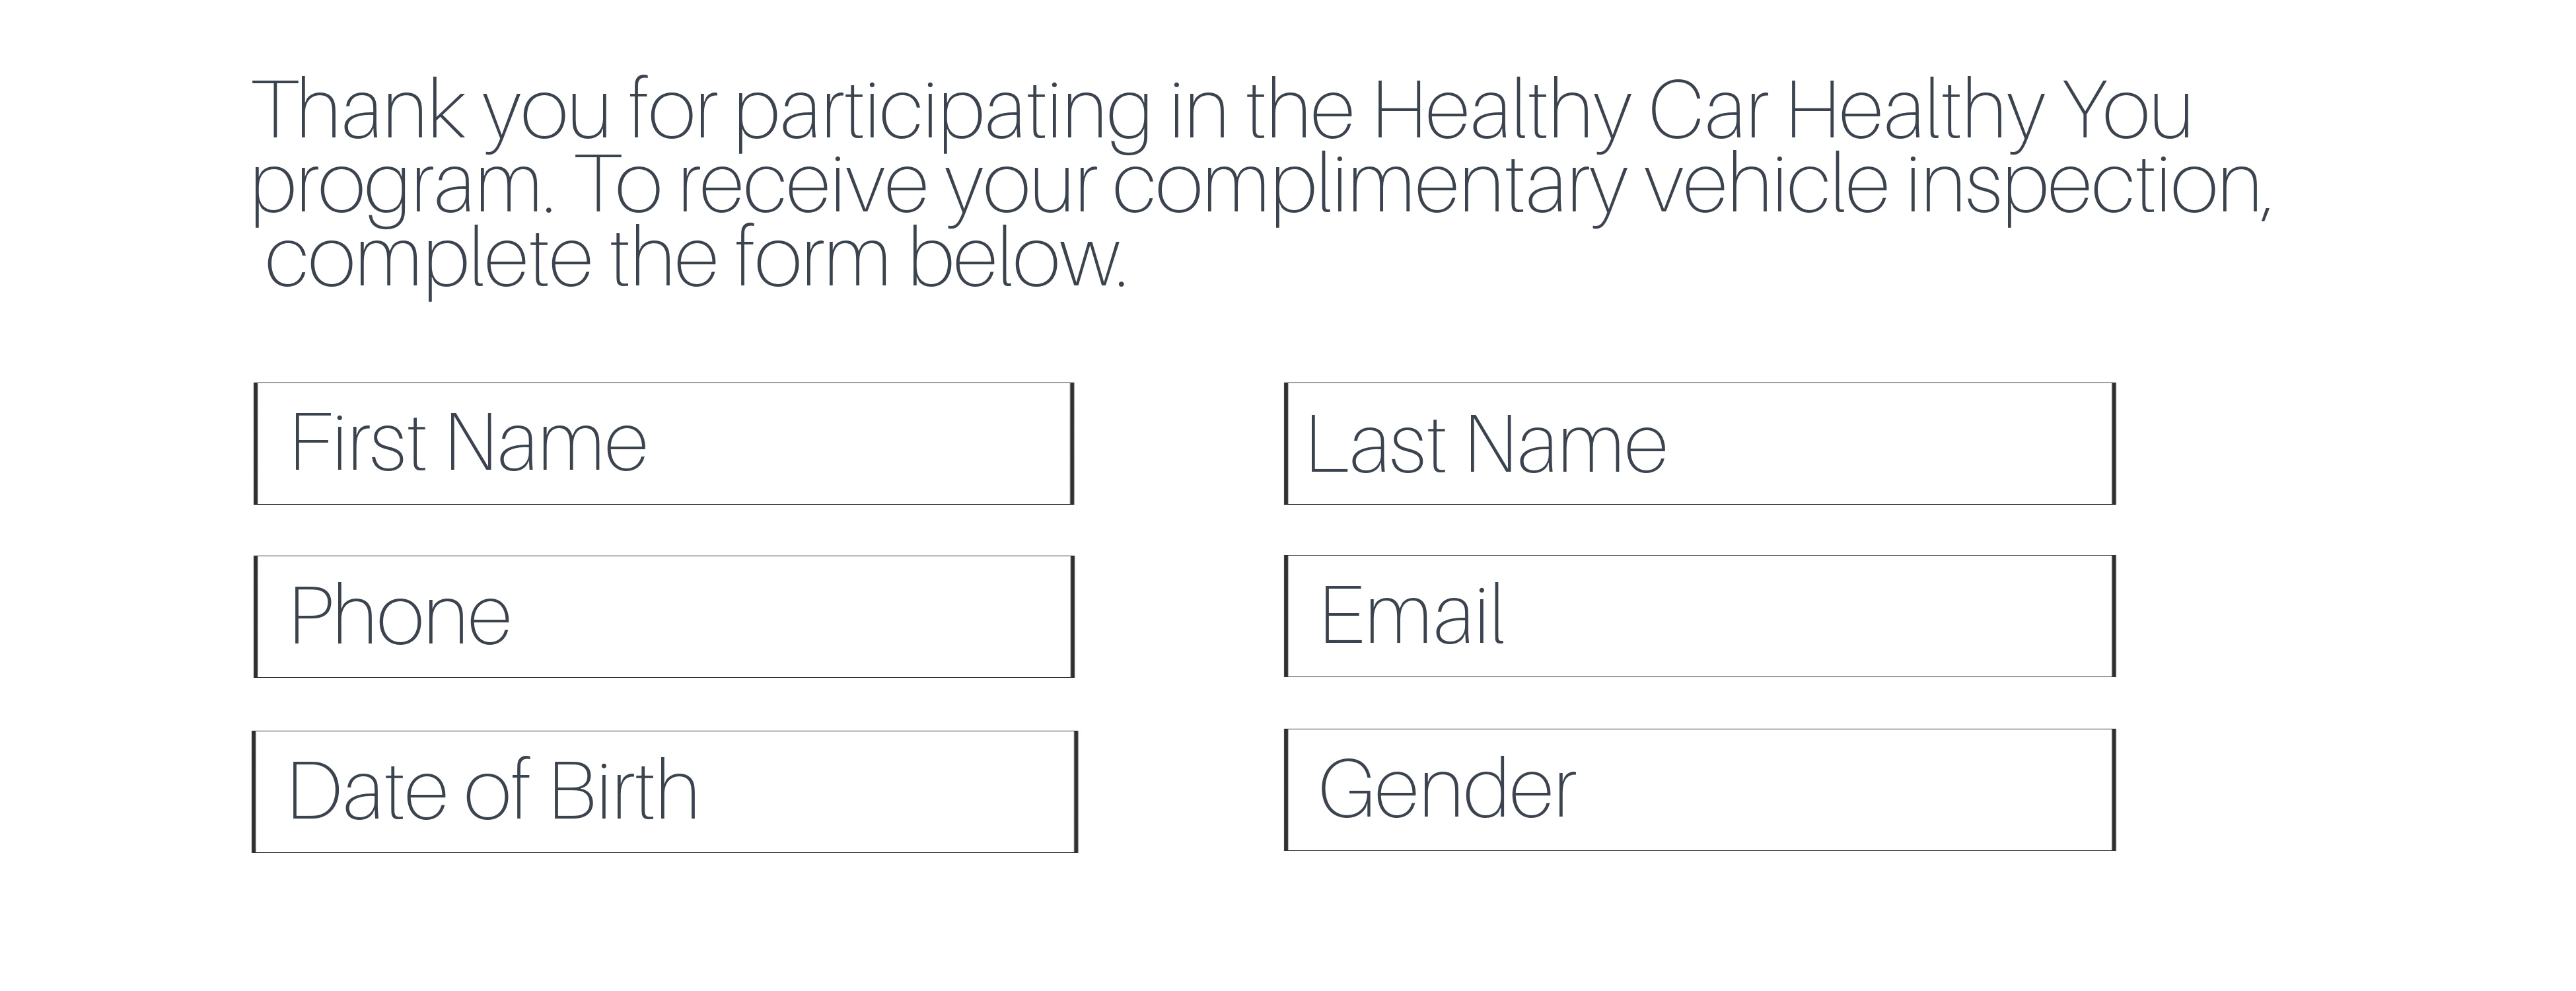 Thank you for participating in the Healthy Car Healthy You
program. To receive your complimentary vehicle inspection,
complete the form below.
First Name
Last Name
Phone
Email
Date of Birth
Gender